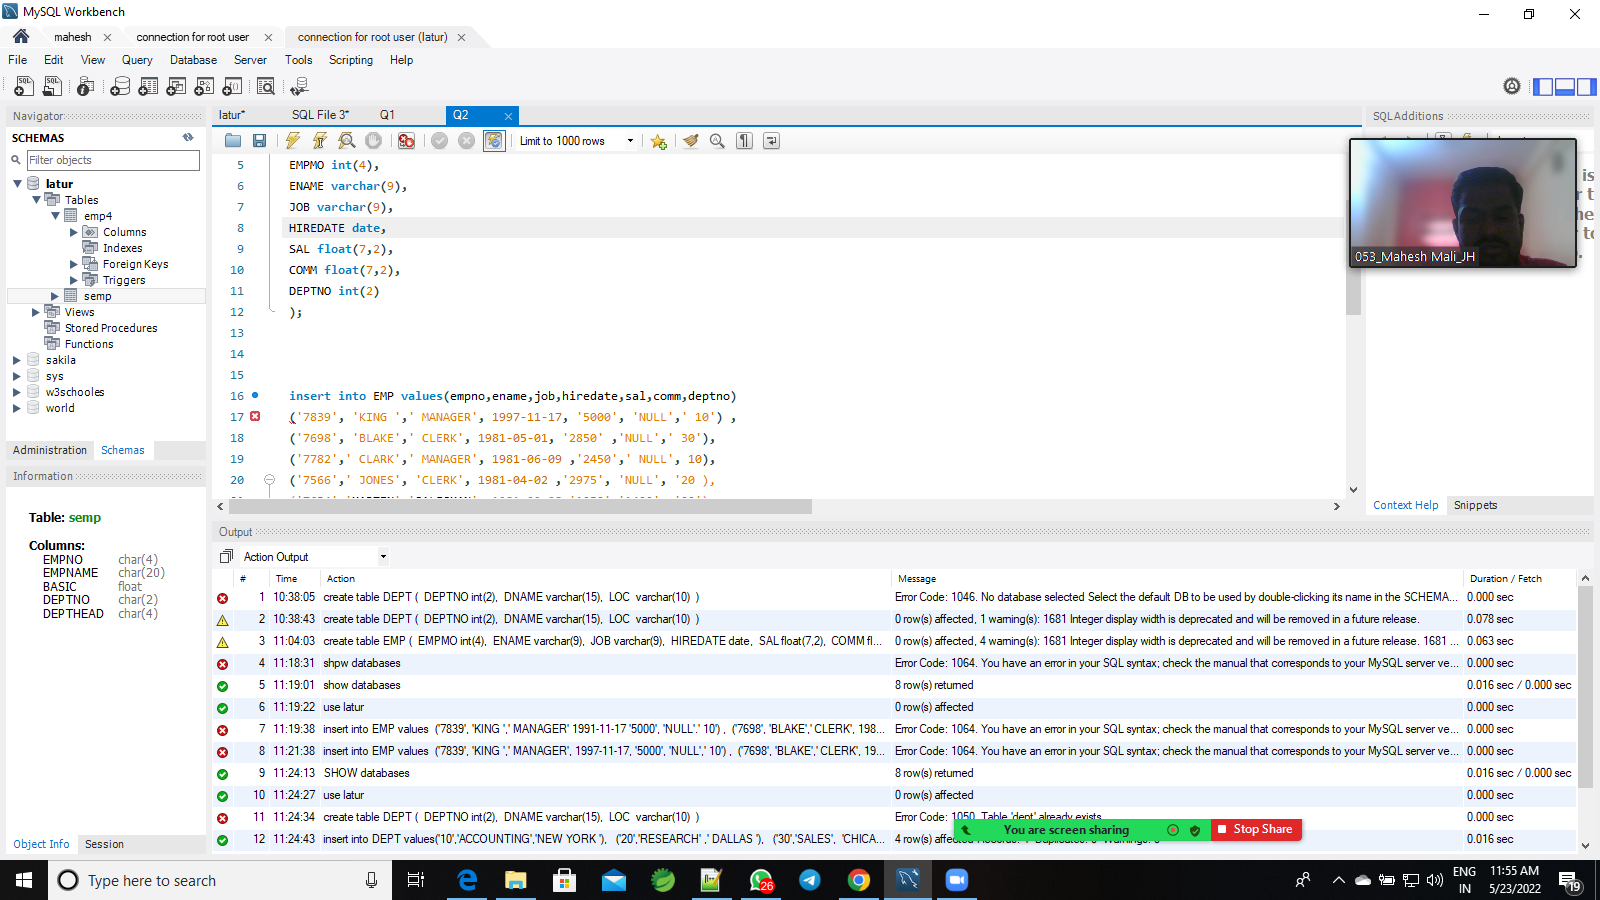 MySQL Workbench
mahesh
connection for root user
connection for root user (latur)
File Edit View Query Database Server Tools Scripting Help
Navigator
SCHEMAS
Filter objects
latur
Tables
emp4
Columns
Indexes
Foreign Keys
Triggers
semp
Views
Stored Procedures
Functions
sakila
sys
w3schooles
world
Administration Schemas
Information
Table: semp
Columns:
EMPNO char(4)
EMPNAME char(20)
BASIC float
DEPTNO char(2)
DEPTHEAD char(4)
Object Info Session
latur* SQL File 3* Q1 Q2
Limit to 1000 rows
5 EMPMO int(4),
6 ENAME varchar(9),
7 JOB varchar(9),
8 HIREDATE date,
9 SAL float(7,2),
10 COMM float(7,2),
11 DEPTNO int(2)
12 );
13
14
15
16 insert into EMP values(empno,ename,job,hiredate,sal,comm,deptno)
17 ('7839', 'KING ',' MANAGER', 1997-11-17, '5000', 'NULL',' 10') ,
18 ('7698', 'BLAKE',' CLERK', 1981-05-01, '2850' ,'NULL',' 30'),
19 ('7782',' CLARK',' MANAGER', 1981-06-09 ,'2450',' NULL', 10),
20 ('7566',' JONES', 'CLERK', 1981-04-02 ,'2975', 'NULL', '20 ),
SQLAdditions
053_Mahesh Mali_JH
Context Help Snippets
Output
Action Output
# Time Action Message Duration / Fetch
1 10:38:05 create table DEPT ( DEPTNO int(2), DNAME varchar(15), LOC varchar(10) ) Error Code: 1046. No database selected Select the default DB to be used by double-clicking its name in the SCHEMA... 0.000 sec
2 10:38:43 create table DEPT ( DEPTNO int(2), DNAME varchar(15), LOC varchar(10) ) 0 row(s) affected, 1 warning(s): 1681 Integer display width is deprecated and will be removed in a future release. 0.078 sec
3 11:04:03 create table EMP ( EMPMO int(4), ENAME varchar(9), JOB varchar(9), HIREDATE date, SAL float(7,2), COMM fl... 0 row(s) affected, 4 warning(s): 1681 Integer display width is deprecated and will be removed in a future release. 1681 ... 0.063 sec
4 11:18:31 shpw databases Error Code: 1064. You have an error in your SQL syntax; check the manual that corresponds to your MySQL server ve... 0.000 sec
5 11:19:01 show databases 8 row(s) returned 0.016 sec / 0.000 sec
6 11:19:22 use latur 0 row(s) affected 0.000 sec
7 11:19:38 insert into EMP values ('7839', 'KING ',' MANAGER' 1991-11-17 '5000', 'NULL'.' 10') , ('7698', 'BLAKE',' CLERK', 198... Error Code: 1064. You have an error in your SQL syntax; check the manual that corresponds to your MySQL server ve... 0.000 sec
8 11:21:38 insert into EMP values ('7839', 'KING ',' MANAGER', 1997-11-17, '5000', 'NULL',' 10') , ('7698', 'BLAKE',' CLERK', 19... Error Code: 1064. You have an error in your SQL syntax; check the manual that corresponds to your MySQL server ve... 0.000 sec
9 11:24:13 SHOW databases 8 row(s) returned 0.016 sec / 0.000 sec
10 11:24:27 use latur 0 row(s) affected 0.000 sec
11 11:24:34 create table DEPT ( DEPTNO int(2), DNAME varchar(15), LOC varchar(10) ) Error Code: 1050. Table 'dept' already exists 0.000 sec
12 11:24:43 insert into DEPT values('10','ACCOUNTING','NEW YORK '), ('20','RESEARCH' ,' DALLAS '), ('30','SALES', 'CHICA... 4 row(s) affected 0.016 sec
You are screen sharing Stop Share
Type here to search
26
ENG
IN
11:55 AM
5/23/2022
19